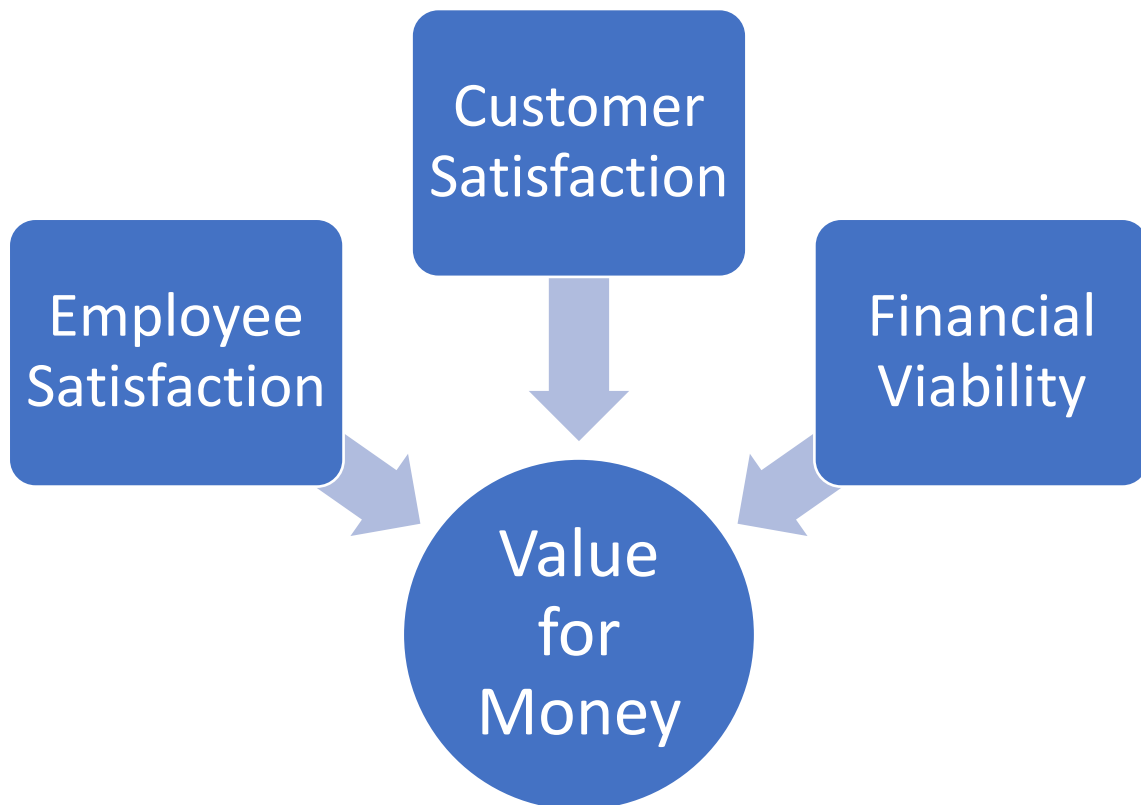 Customer
Satisfaction
Employee
Satisfaction
Financial
Viability
Value
for
Money